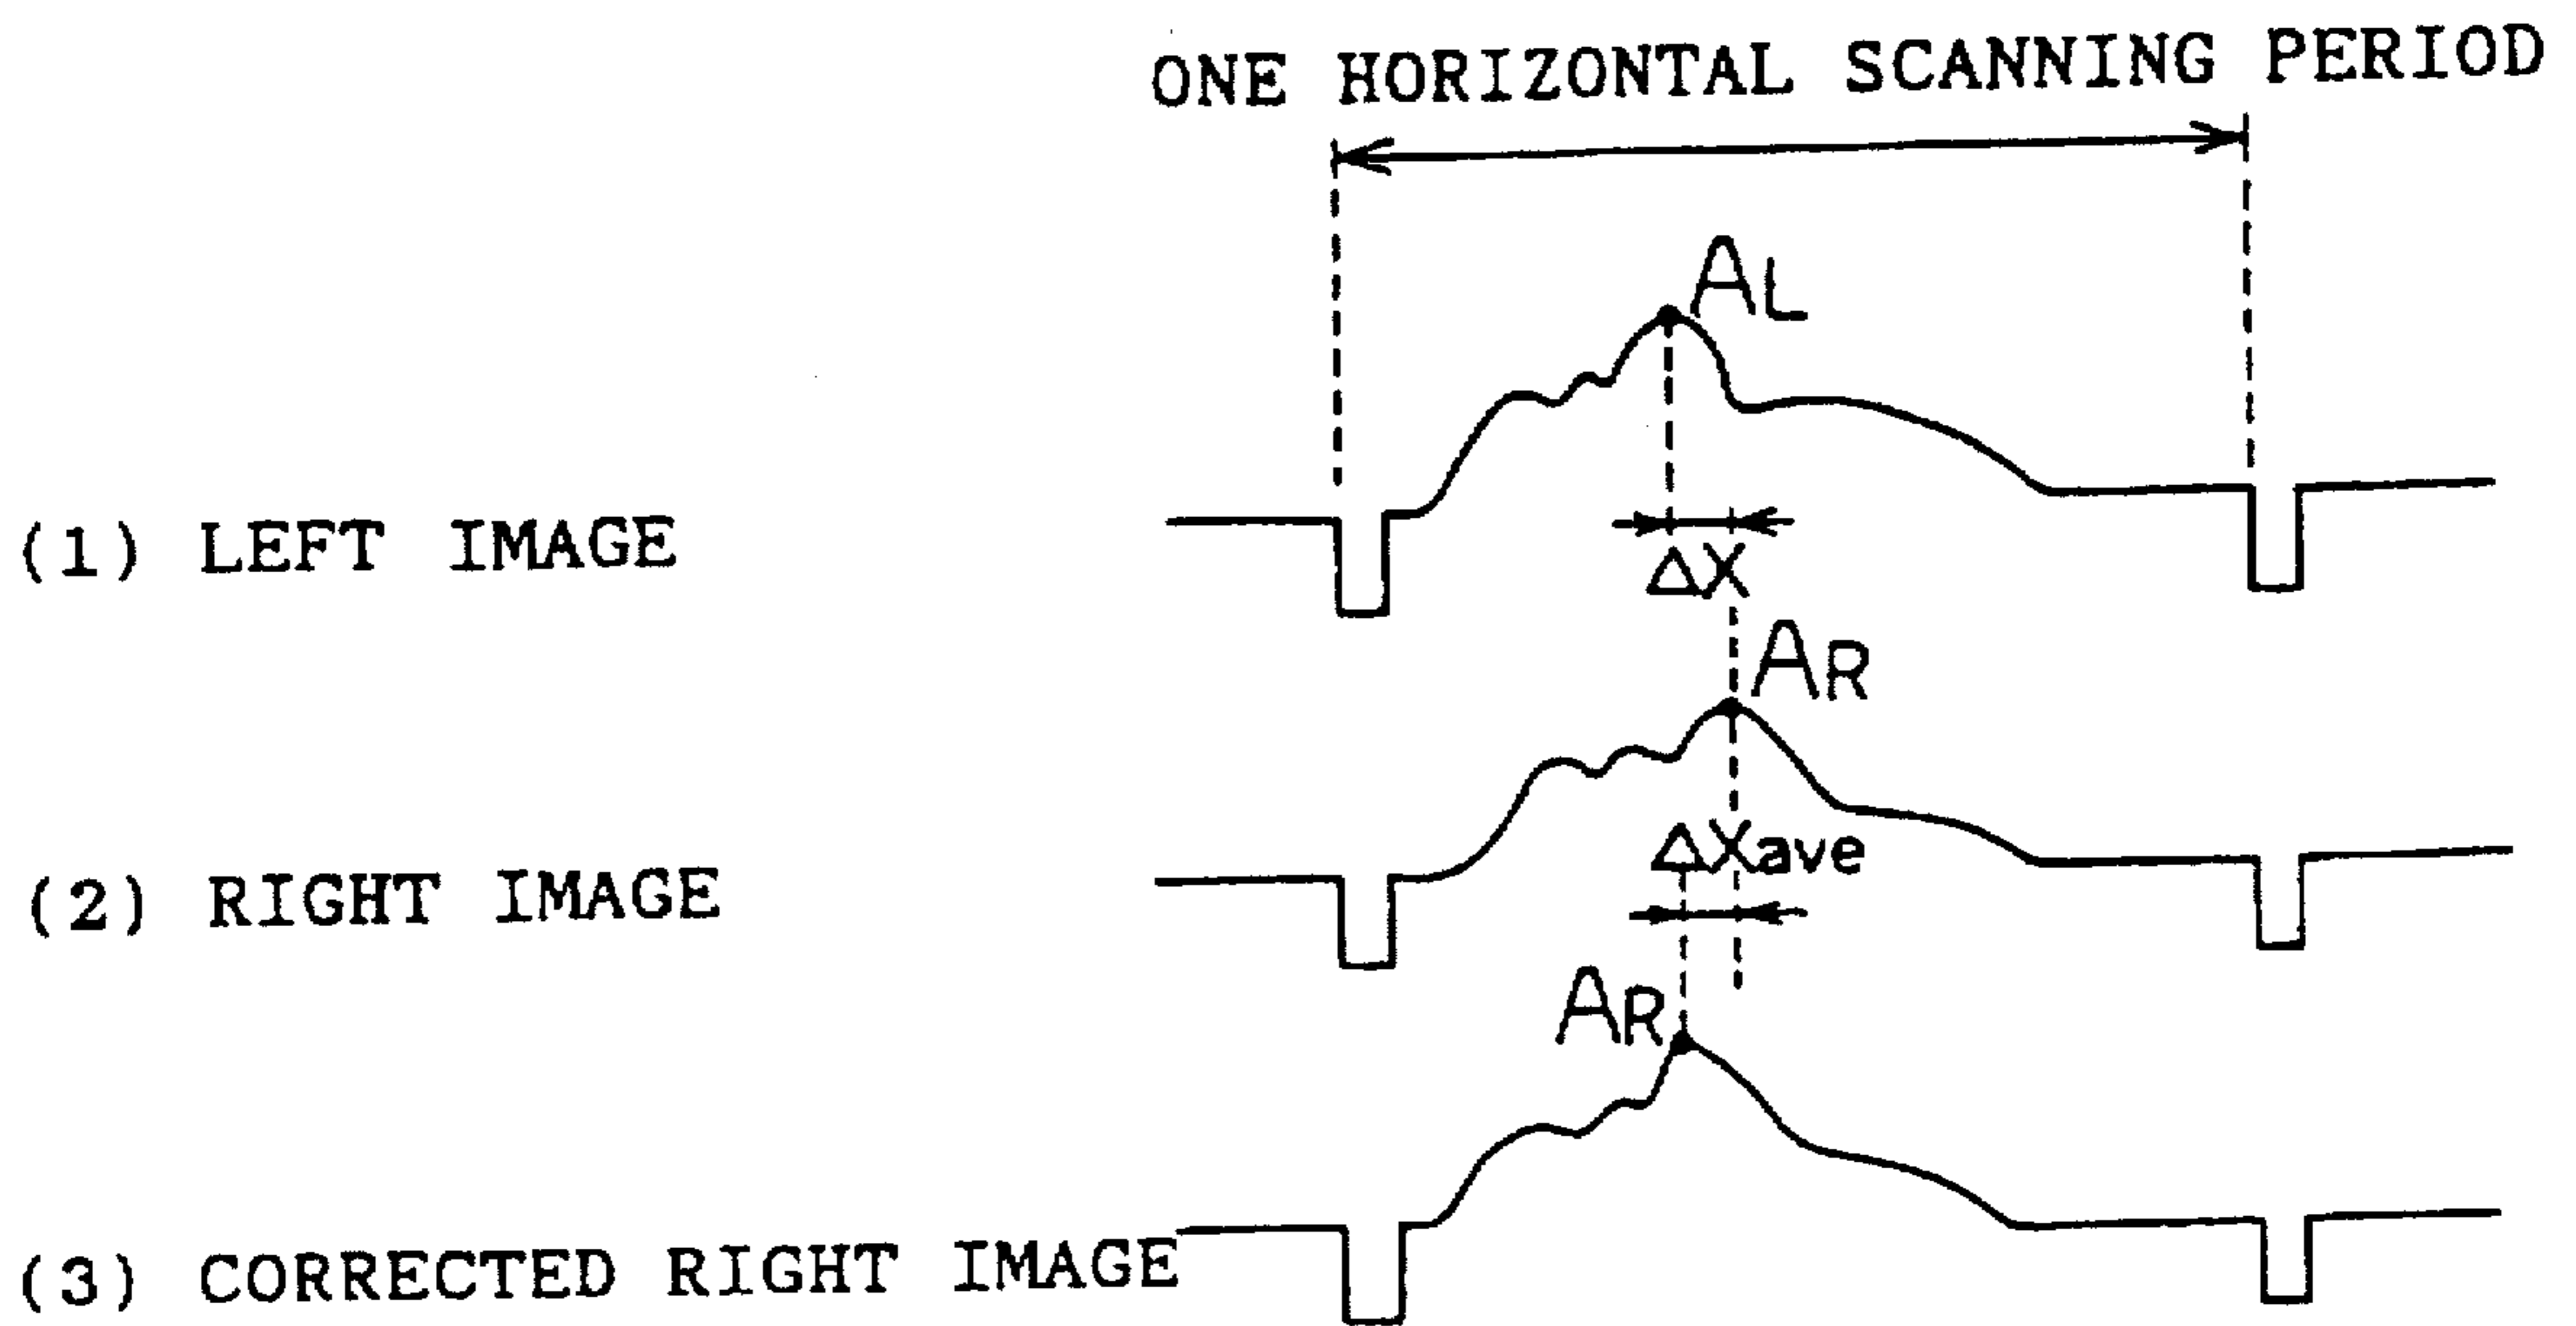 ONE HORIZONTAL SCANNING PERIOD
AL
(1) LEFT IMAGE
ΔX
AR
ΔXave
(2) RIGHT IMAGE
AR
(3) CORRECTED RIGHT IMAGE